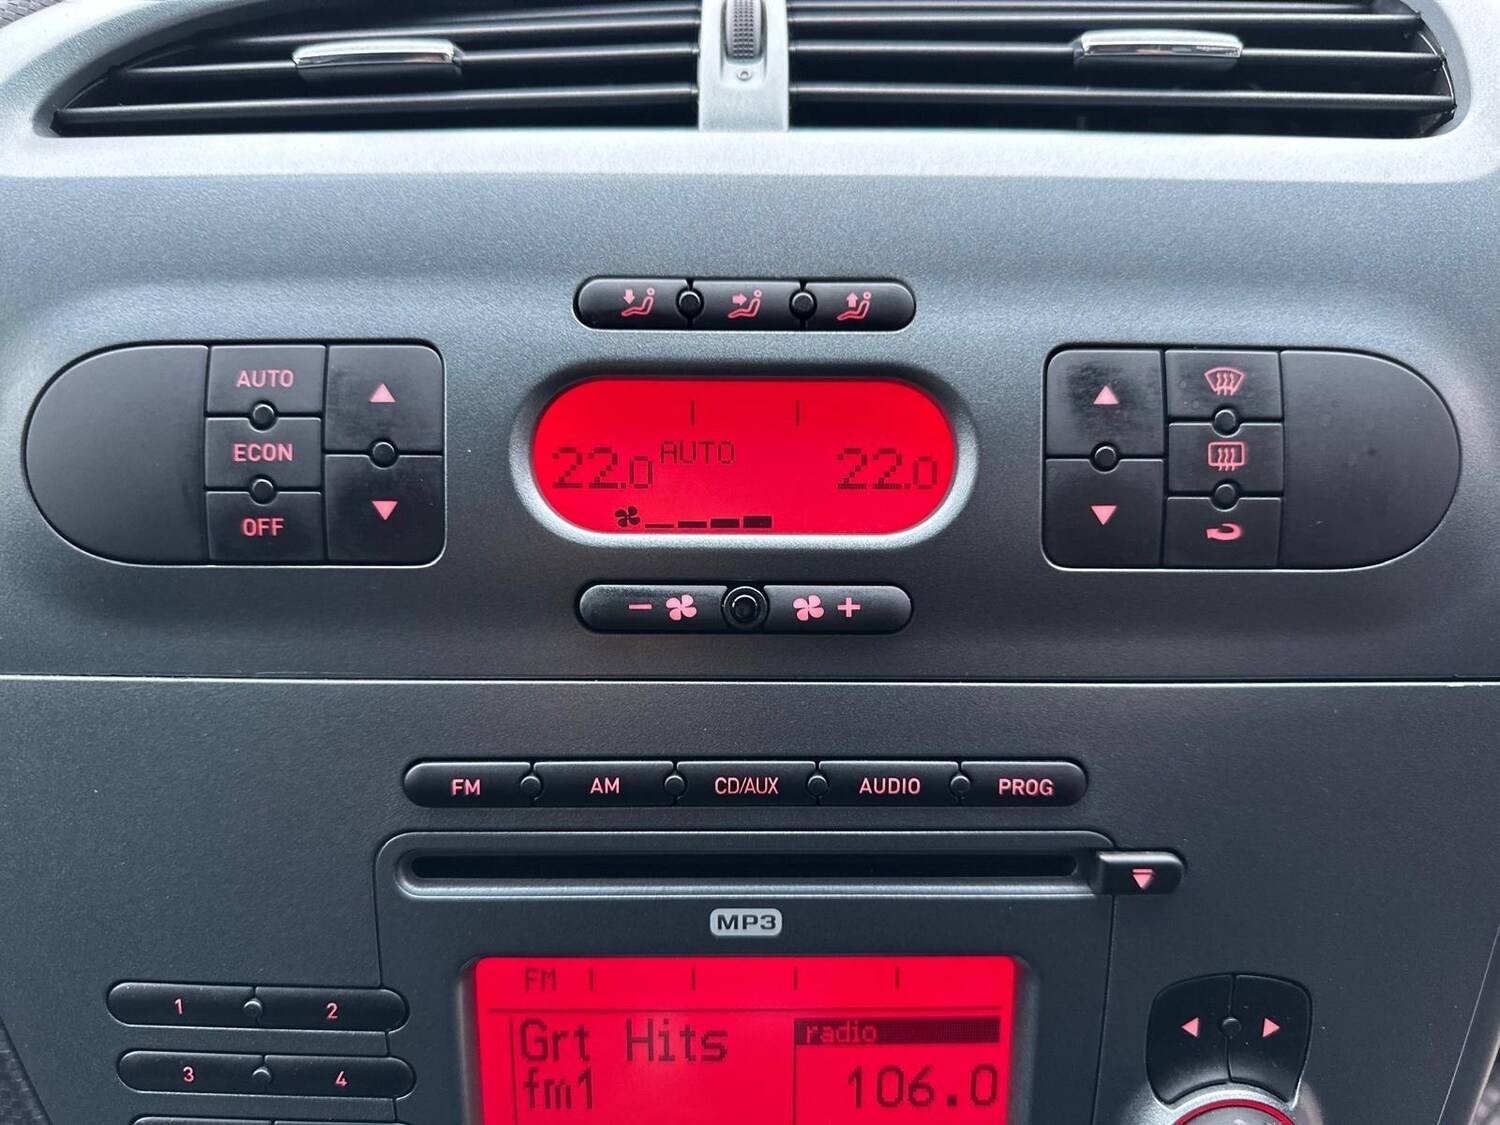 AUTO
ECON
OFF
22.0 AUTO 22.0
- +
FM AM CD/AUX AUDIO PROG
MP3
1 2
3 4
FM
Grt Hits radio
fm1 106.0